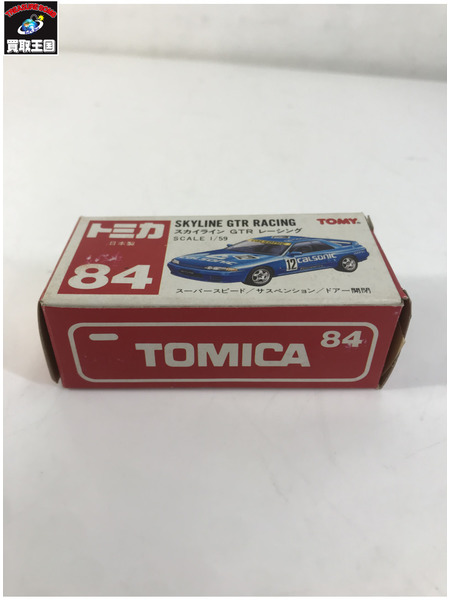 買取王国
トミカ
日本製
84
SKYLINE GTR RACING
スカイライン GTR レーシング
SCALE 1/59
TOMY
12 calsonic
スーパースピード/サスペンション/ドアー開閉
TOMICA
84